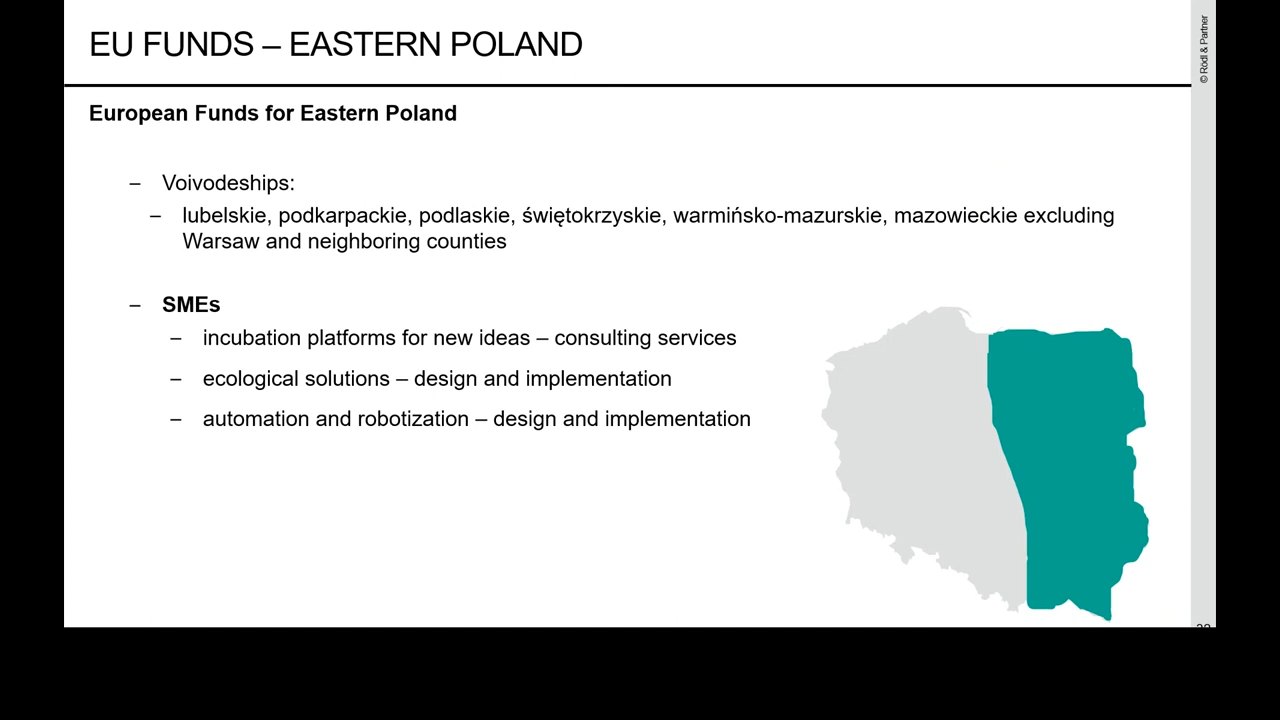 EU FUNDS – EASTERN POLAND
© Rödl & Partner
European Funds for Eastern Poland
– Voivodeships:
– lubelskie, podkarpackie, podlaskie, świętokrzyskie, warmińsko-mazurskie, mazowieckie excluding
Warsaw and neighboring counties
– SMEs
– incubation platforms for new ideas – consulting services
– ecological solutions – design and implementation
– automation and robotization – design and implementation